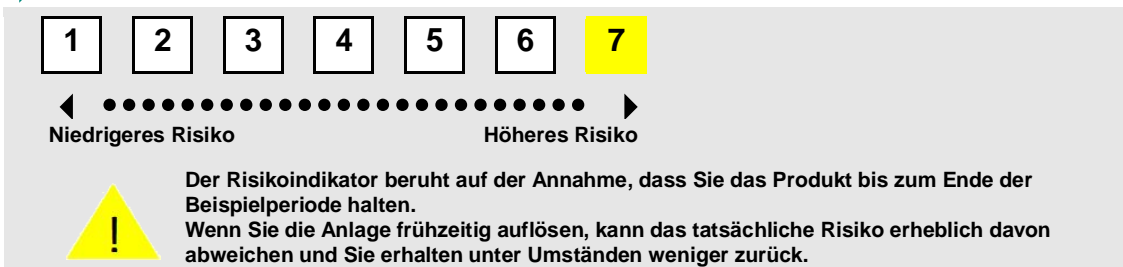 1 2 3 4 5 6 7
Niedrigeres Risiko Höheres Risiko
Der Risikoindikator beruht auf der Annahme, dass Sie das Produkt bis zum Ende der
Beispielperiode halten.
Wenn Sie die Anlage frühzeitig auflösen, kann das tatsächliche Risiko erheblich davon
abweichen und Sie erhalten unter Umständen weniger zurück.
!